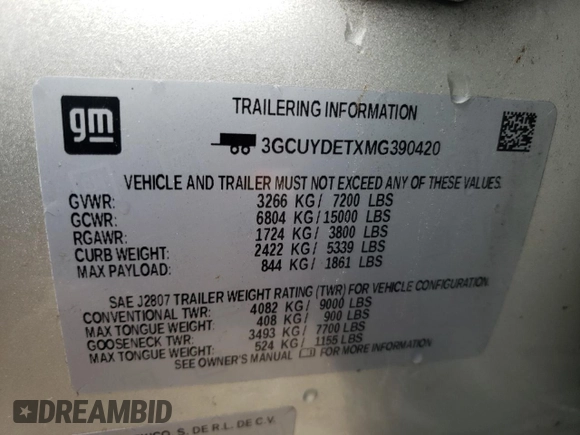 gm
TRAILERING INFORMATION
3GCUYDETXMG390420
VEHICLE AND TRAILER MUST NOT EXCEED ANY OF THESE VALUES.
GVWR: 3266 KG / 7200 LBS
GCWR: 6804 KG/15000 LBS
RGAWR: 1724 KG / 3800 LBS
CURB WEIGHT: 2422 KG / 5339 LBS
MAX PAYLOAD: 844 KG / 1861 LBS
SAE J2807 TRAILER WEIGHT RATING (TWR) FOR VEHICLE CONFIGURATION.
CONVENTIONAL TWR: 4082 KG / 9000 LBS
MAX TONGUE WEIGHT: 408 KG / 900 LBS
GOOSENECK TWR: 3493 KG / 7700 LBS
MAX TONGUE WEIGHT: 524 KG / 1155 LBS
SEE OWNER'S MANUAL FOR MORE INFORMATION
S. DE R.L. DE C.V.
DREAMBID